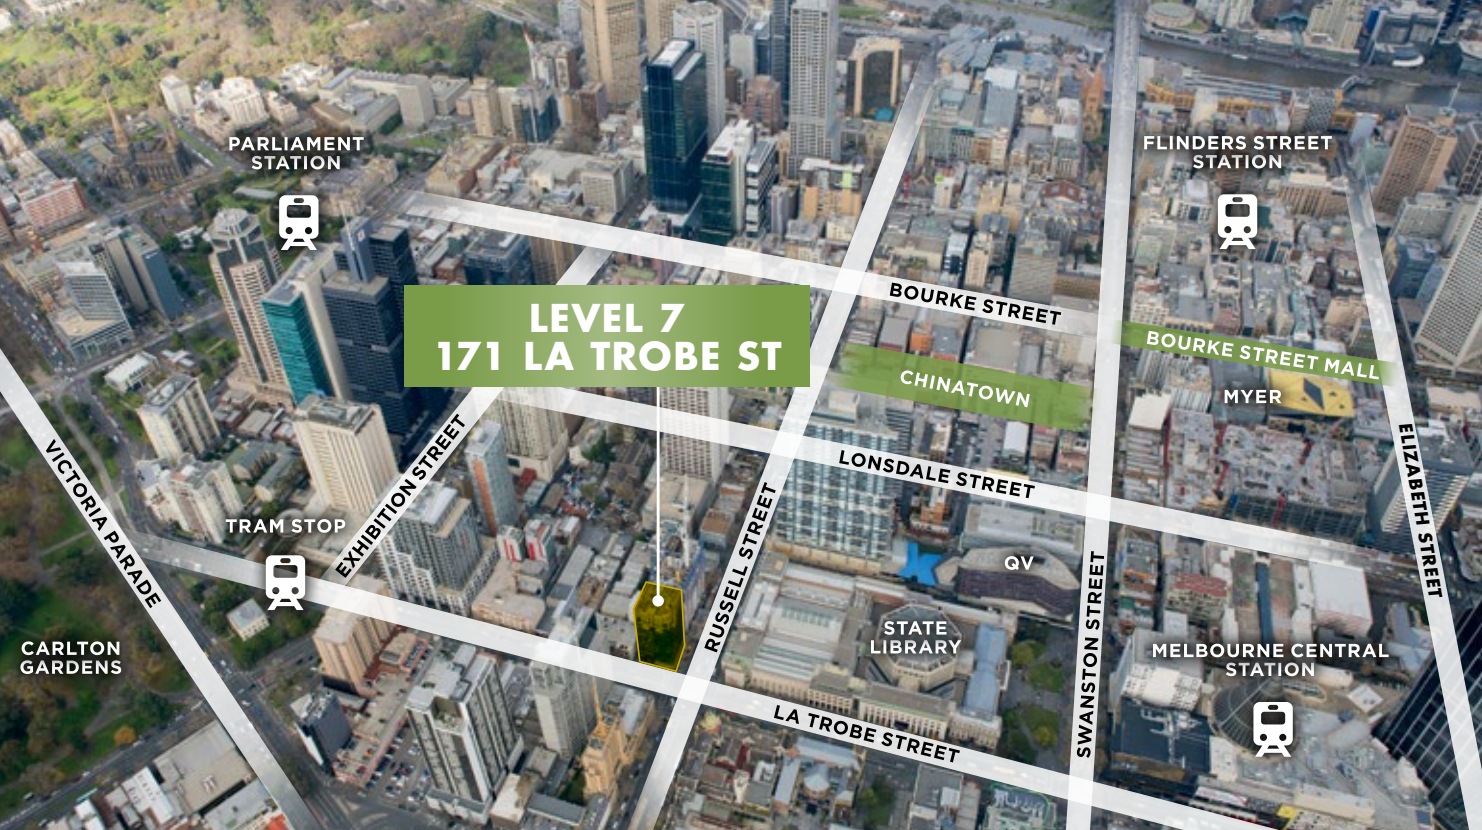 PARLIAMENT
STATION
FLINDERS STREET
STATION
BOURKE STREET
LEVEL 7
171 LA TROBE ST
BOURKE STREET MALL
CHINATOWN
MYER
LONSDALE STREET
ELIZABETH STREET
VICTORIA PARADE
EXHIBITION STREET
TRAM STOP
RUSSELL STREET
QV
SWANSTON STREET
STATE
LIBRARY
CARLTON
GARDENS
MELBOURNE CENTRAL
STATION
LA TROBE STREET